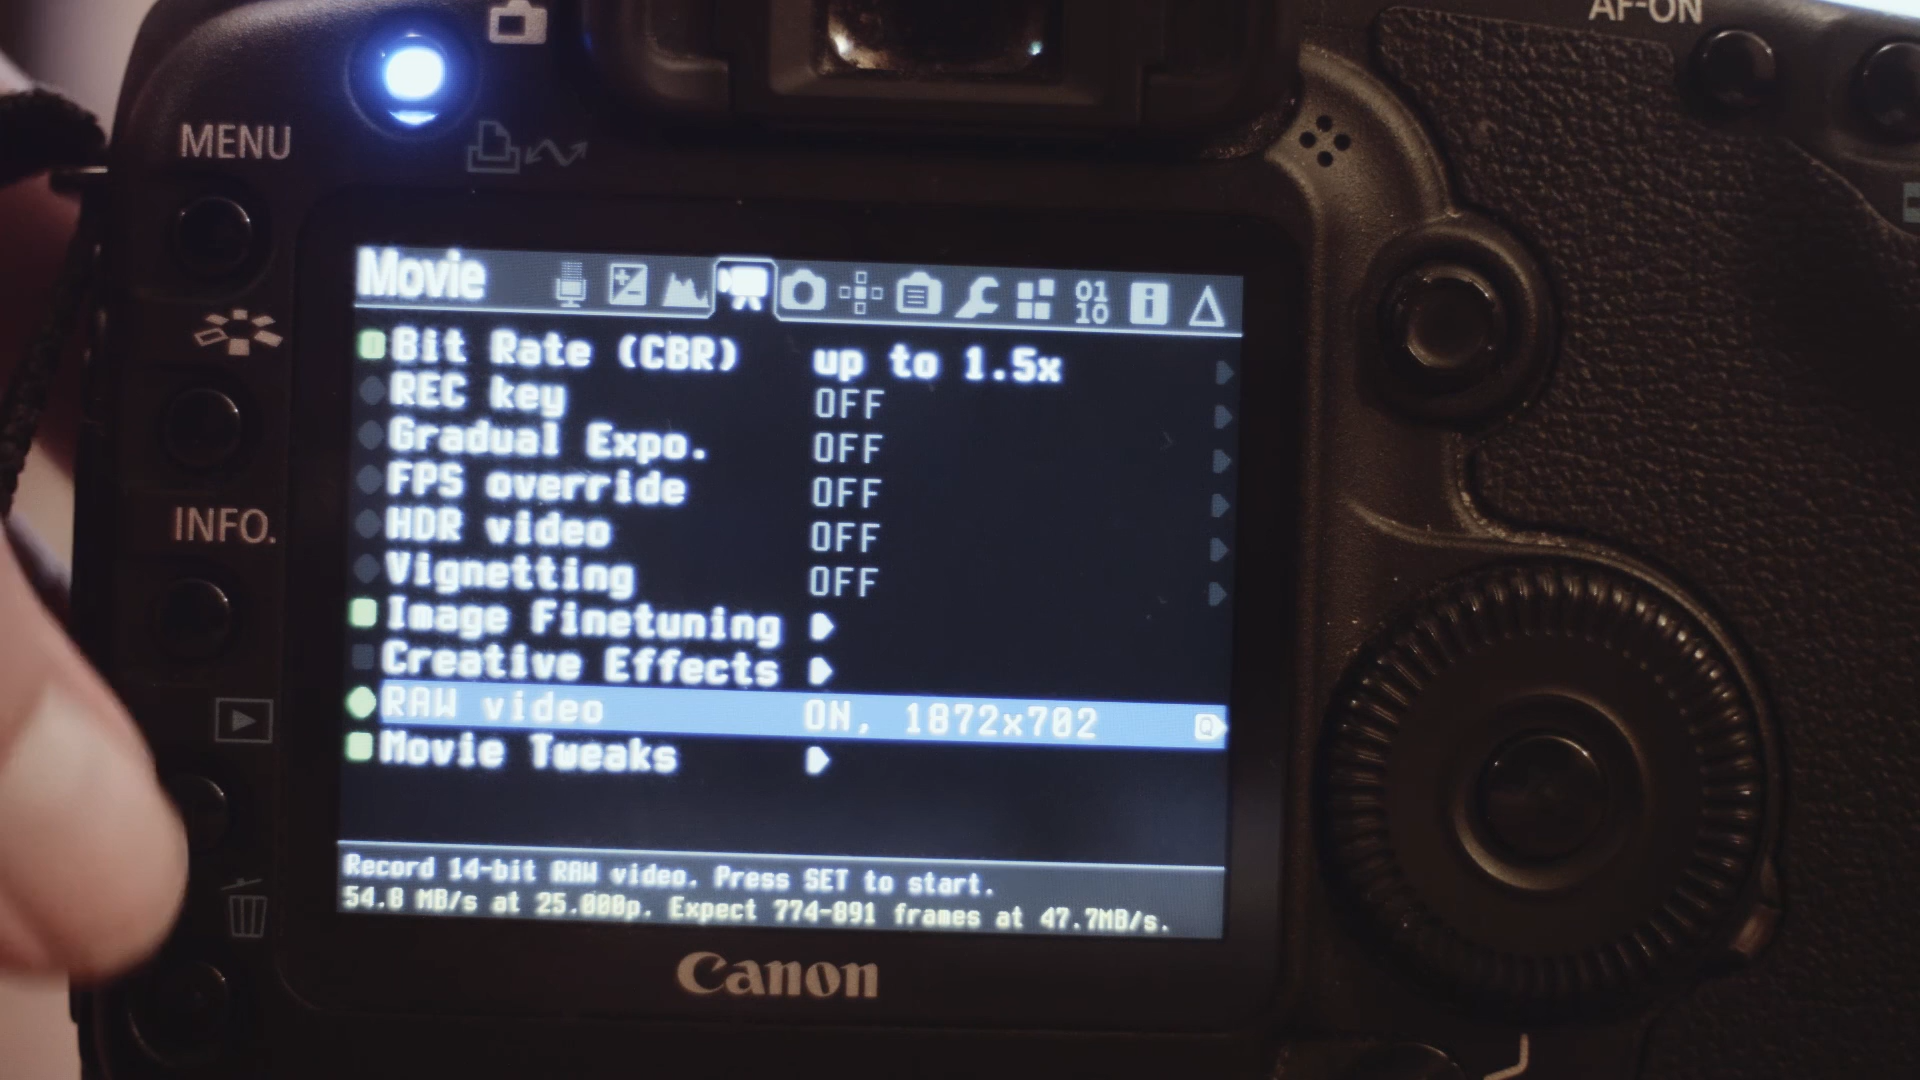 AF-ON
MENU
Movie
Bit Rate (CBR) up to 1.5x
REC key OFF
Gradual Expo. OFF
FPS override OFF
HDR video OFF
Vignetting OFF
Image Finetuning
Creative Effects
RAW video ON, 1872x702
Movie Tweaks
INFO.
Record 14-bit RAW video. Press SET to start.
54.8 MB/s at 25.000p. Expect 774-891 frames at 47.7MB/s.
Canon